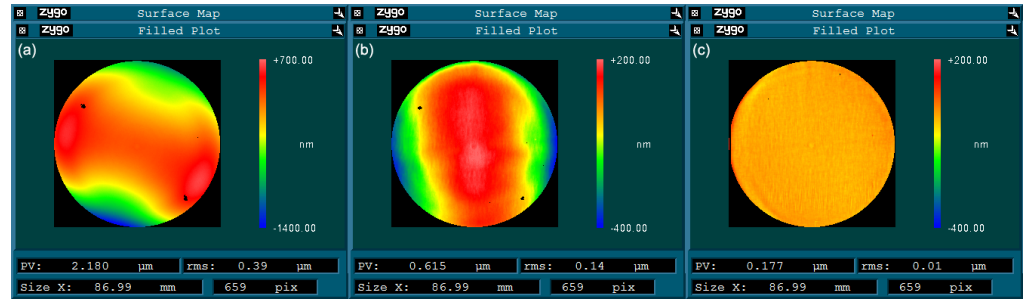 zygo Surface Map
zygo Filled Plot
(a)
+700.00
nm
-1400.00
PV: 2.180 µm rms: 0.39 µm
Size X: 86.99 mm 659 pix
zygo Surface Map
zygo Filled Plot
(b)
+200.00
nm
-400.00
PV: 0.615 µm rms: 0.14 µm
Size X: 86.99 mm 659 pix
zygo Surface Map
zygo Filled Plot
(c)
+200.00
nm
-400.00
PV: 0.177 µm rms: 0.01 µm
Size X: 86.99 mm 659 pix